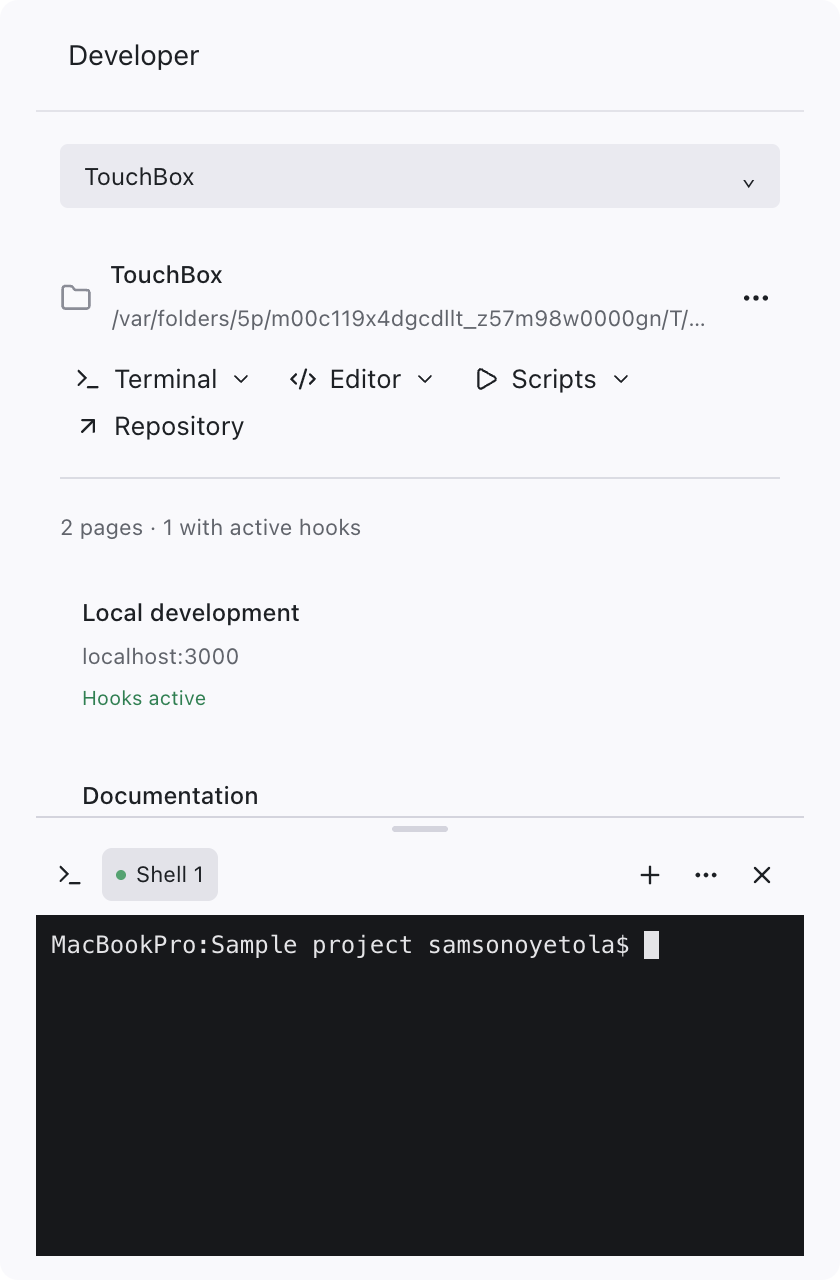 Developer
TouchBox
TouchBox
/var/folders/5p/m00c119x4dgcdllt_z57m98w0000gn/T/...
Terminal Editor Scripts
Repository
2 pages · 1 with active hooks
Local development
localhost:3000
Hooks active
Documentation
Shell 1
MacBookPro:Sample project samsonoyetola$